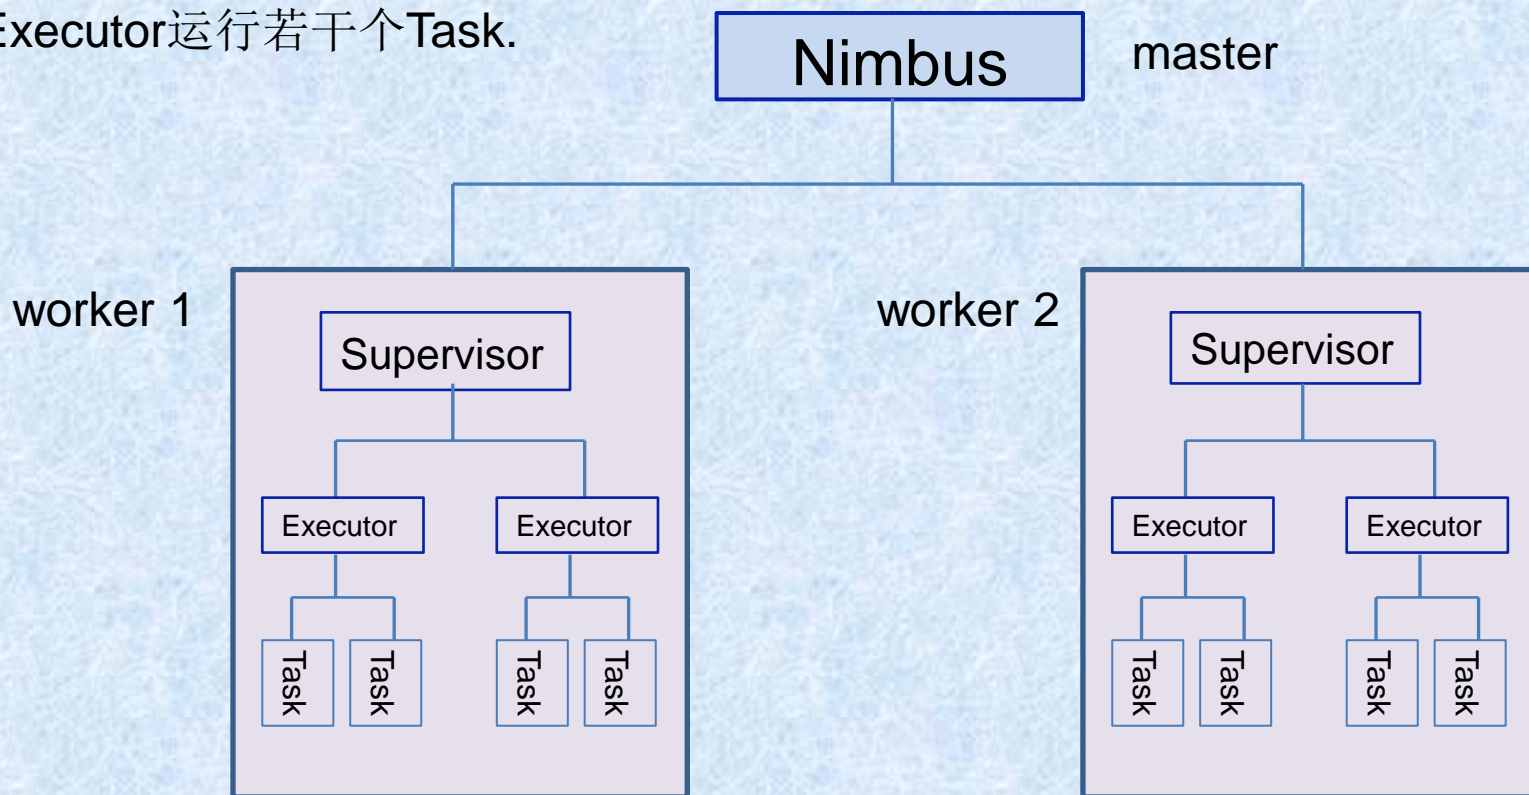 Executor运行若干个Task.
Nimbus
master
worker 1
worker 2
Supervisor
Supervisor
Executor
Executor
Executor
Executor
Task
Task
Task
Task
Task
Task
Task
Task